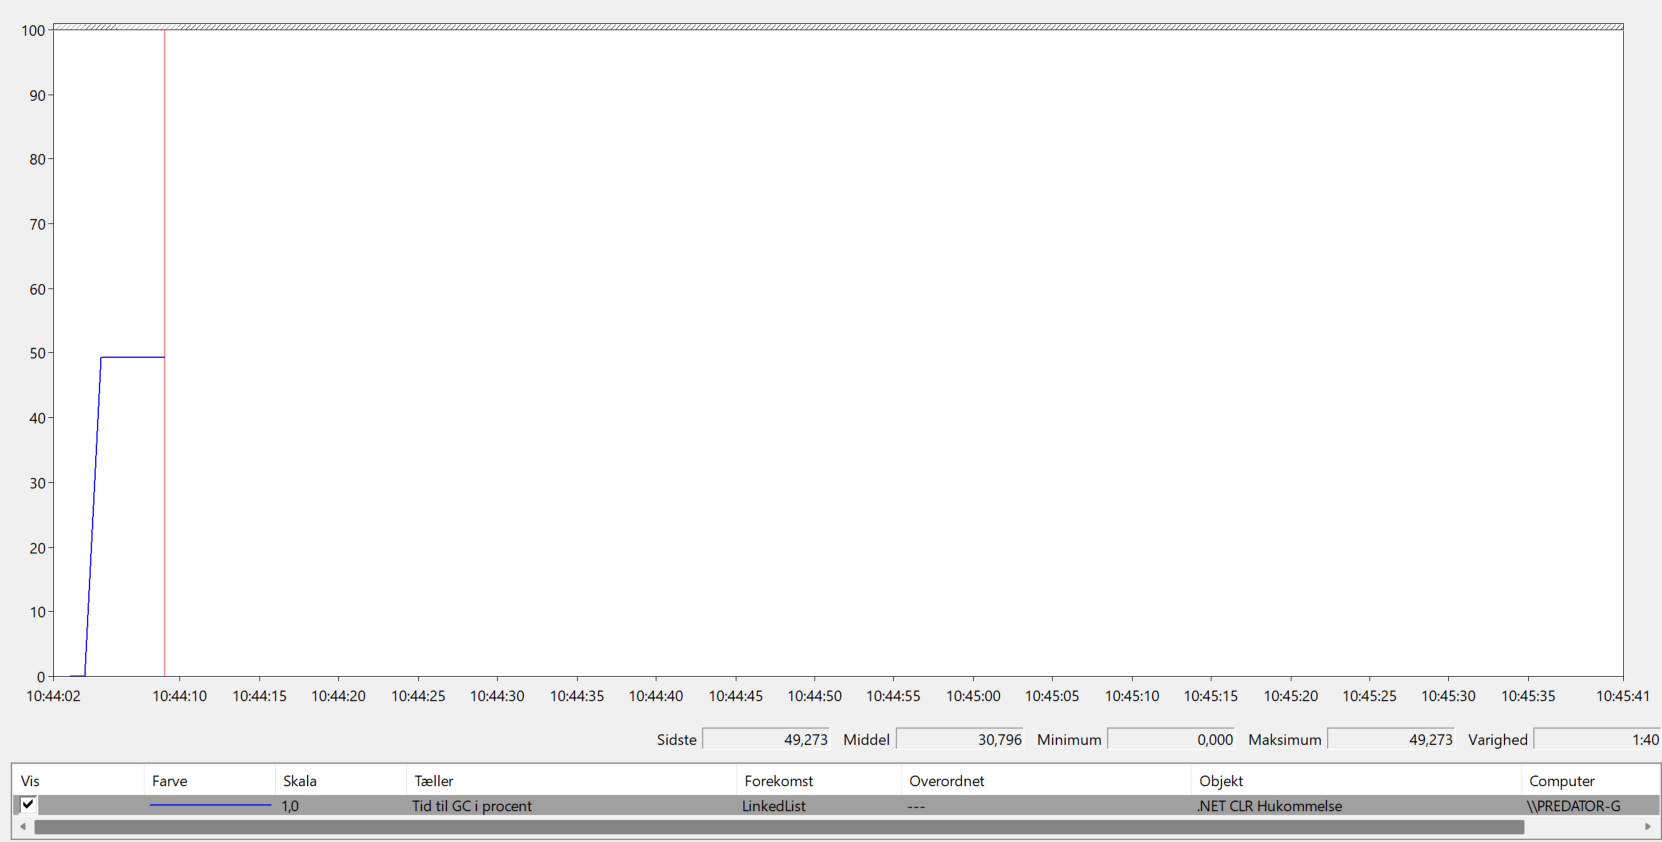 100
90
80
70
60
50
40
30
20
10
0
10:44:02 10:44:10 10:44:15 10:44:20 10:44:25 10:44:30 10:44:35 10:44:40 10:44:45 10:44:50 10:44:55 10:45:00 10:45:05 10:45:10 10:45:15 10:45:20 10:45:25 10:45:30 10:45:35 10:45:41
Sidste 49,273 Middel 30,796 Minimum 0,000 Maksimum 49,273 Varighed 1:40
Vis Farve Skala Tæller Forekomst Overordnet Objekt Computer
1,0 Tid til GC i procent LinkedList --- .NET CLR Hukommelse \\PREDATOR-G